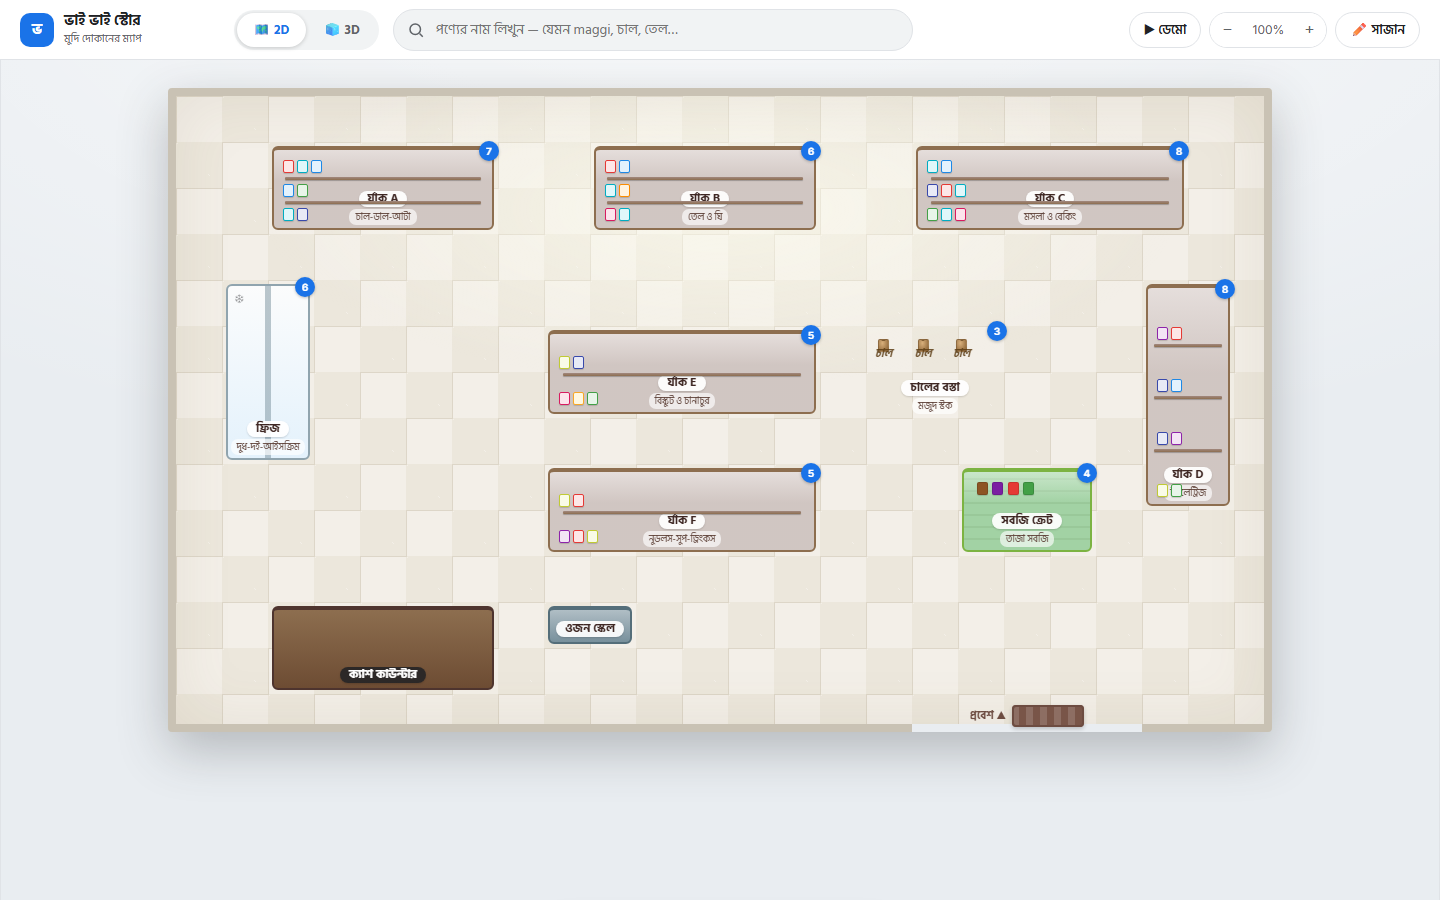 ভ
ভাই ভাই স্টোর
মুদি দোকানের ম্যাপ
2D
3D
পণ্যের নাম লিখুন — যেমন maggi, চাল, তেল...
▶ ডেমো
− 100% +
সাজান
7
র্যাক A
চাল-ডাল-আটা
6
র্যাক B
তেল ও ঘি
8
র্যাক C
মসলা ও বেকিং
6
ফ্রিজ
দুধ-দই-আইসক্রিম
5
র্যাক E
বিস্কুট ও চানাচুর
3
চাল চাল চাল
চালের বস্তা
মজুদ স্টক
8
র্যাক D
5
র্যাক F
নুডলস-সুপ-ড্রিংকস
4
সবজি ক্রেট
তাজা সবজি
ওজন স্কেল
ক্যাশ কাউন্টার
প্রবেশ ▲